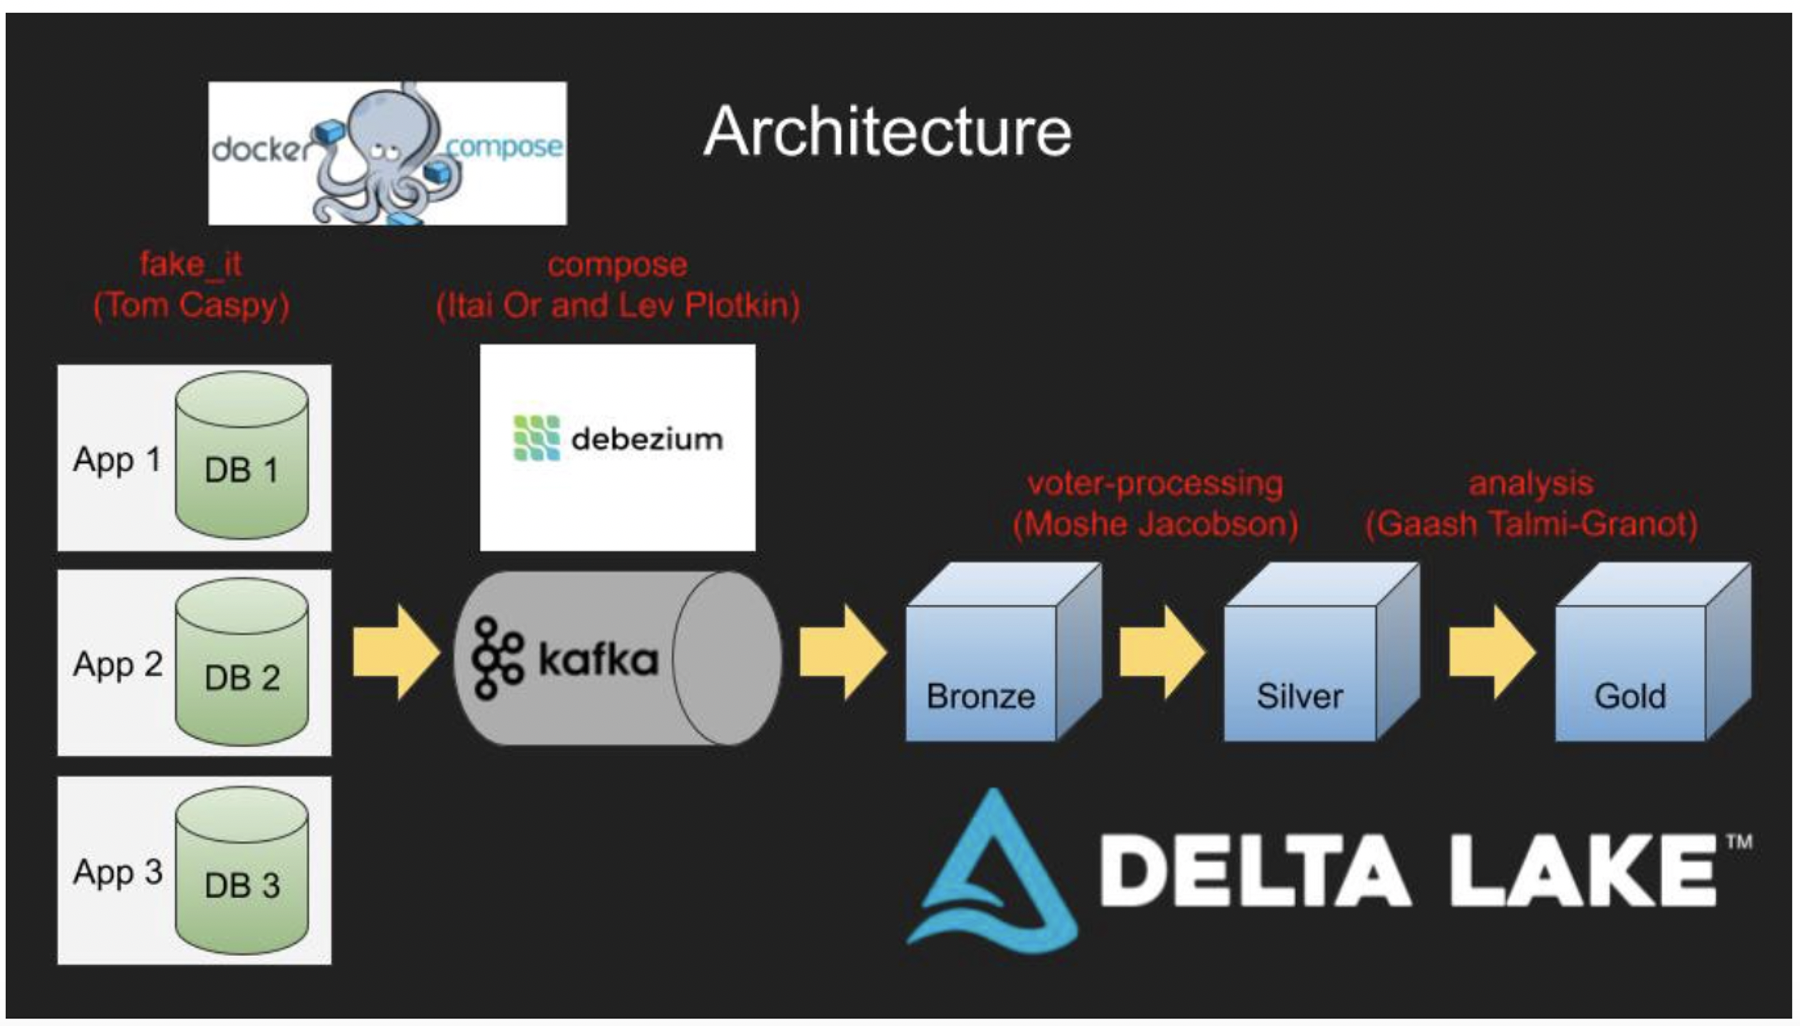 docker compose
Architecture
fake_it
(Tom Caspy)
compose
(Itai Or and Lev Plotkin)
debezium
App 1
DB 1
voter-processing
(Moshe Jacobson)
analysis
(Gaash Talmi-Granot)
App 2
DB 2
kafka
Bronze
Silver
Gold
App 3
DB 3
DELTA LAKE™